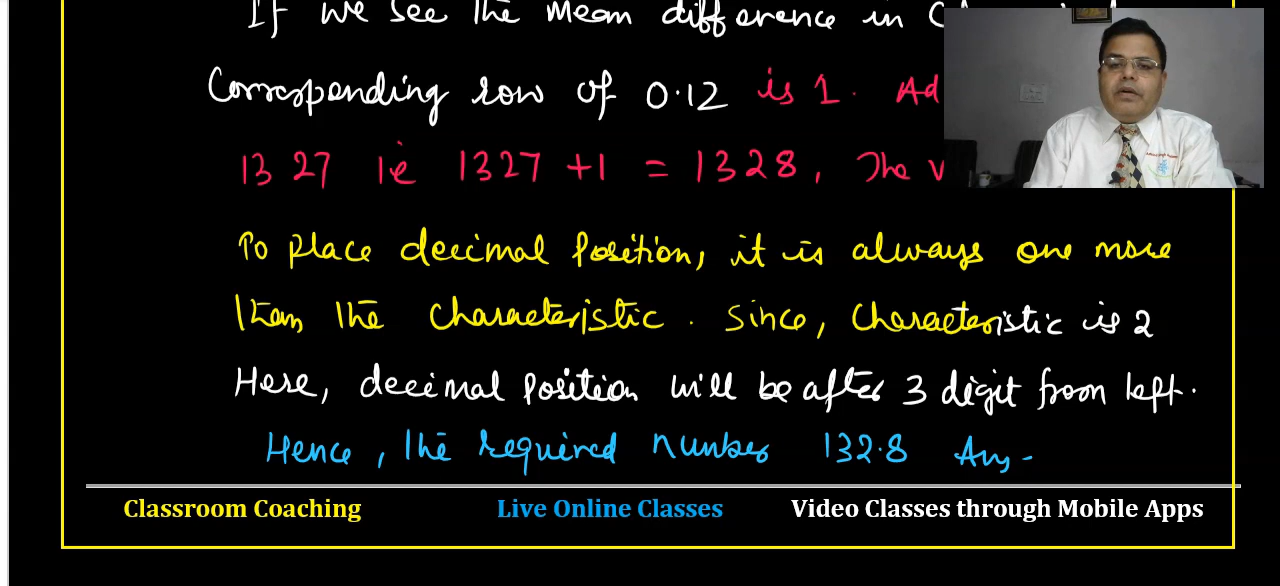 If we see the Mean difference in
Corresponding row of 0.12 is 1. Ad
1327 ie 1327 + 1 = 1328, The v
To place decimal position, it is always one more
than the characteristic. Since, characteristic is 2
Here, decimal position will be after 3 digit from left.
Hence, the required number 132.8 Ans-
Classroom Coaching Live Online Classes Video Classes through Mobile Apps